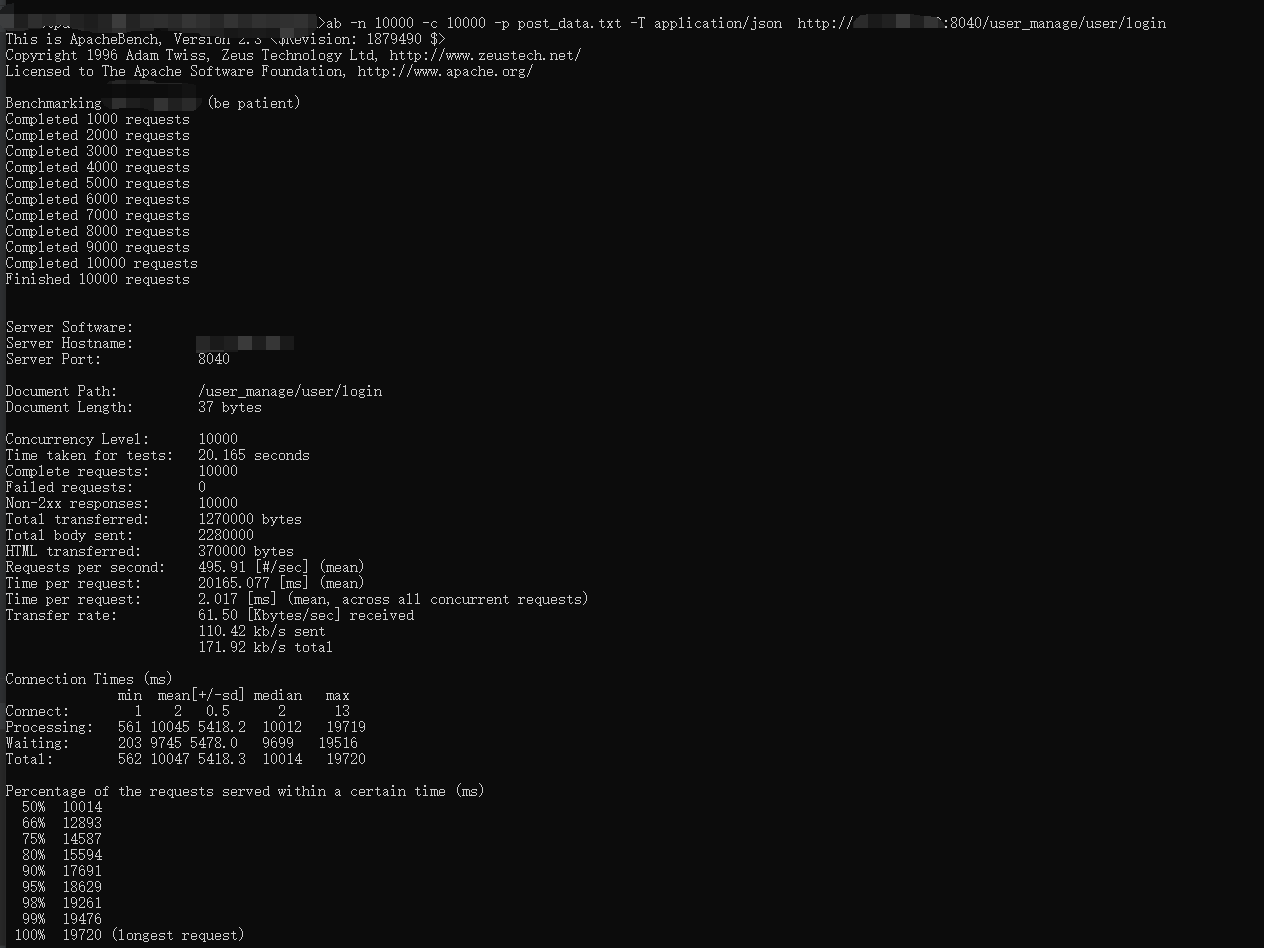 >ab -n 10000 -c 10000 -p post_data.txt -T application/json http:// :8040/user_manage/user/login
This is ApacheBench, Version 2.3 <$Revision: 1879490 $>
Copyright 1996 Adam Twiss, Zeus Technology Ltd, http://www.zeustech.net/
Licensed to The Apache Software Foundation, http://www.apache.org/
Benchmarking (be patient)
Completed 1000 requests
Completed 2000 requests
Completed 3000 requests
Completed 4000 requests
Completed 5000 requests
Completed 6000 requests
Completed 7000 requests
Completed 8000 requests
Completed 9000 requests
Completed 10000 requests
Finished 10000 requests
Server Software:
Server Hostname:
Server Port: 8040
Document Path: /user_manage/user/login
Document Length: 37 bytes
Concurrency Level: 10000
Time taken for tests: 20.165 seconds
Complete requests: 10000
Failed requests: 0
Non-2xx responses: 10000
Total transferred: 1270000 bytes
Total body sent: 2280000
HTML transferred: 370000 bytes
Requests per second: 495.91 [#/sec] (mean)
Time per request: 20165.077 [ms] (mean)
Time per request: 2.017 [ms] (mean, across all concurrent requests)
Transfer rate: 61.50 [Kbytes/sec] received
110.42 kb/s sent
171.92 kb/s total
Connection Times (ms)
min mean[+/-sd] median max
Connect: 1 2 0.5 2 13
Processing: 561 10045 5418.2 10012 19719
Waiting: 203 9745 5478.0 9699 19516
Total: 562 10047 5418.3 10014 19720
Percentage of the requests served within a certain time (ms)
50% 10014
66% 12893
75% 14587
80% 15594
90% 17691
95% 18629
98% 19261
99% 19476
100% 19720 (longest request)